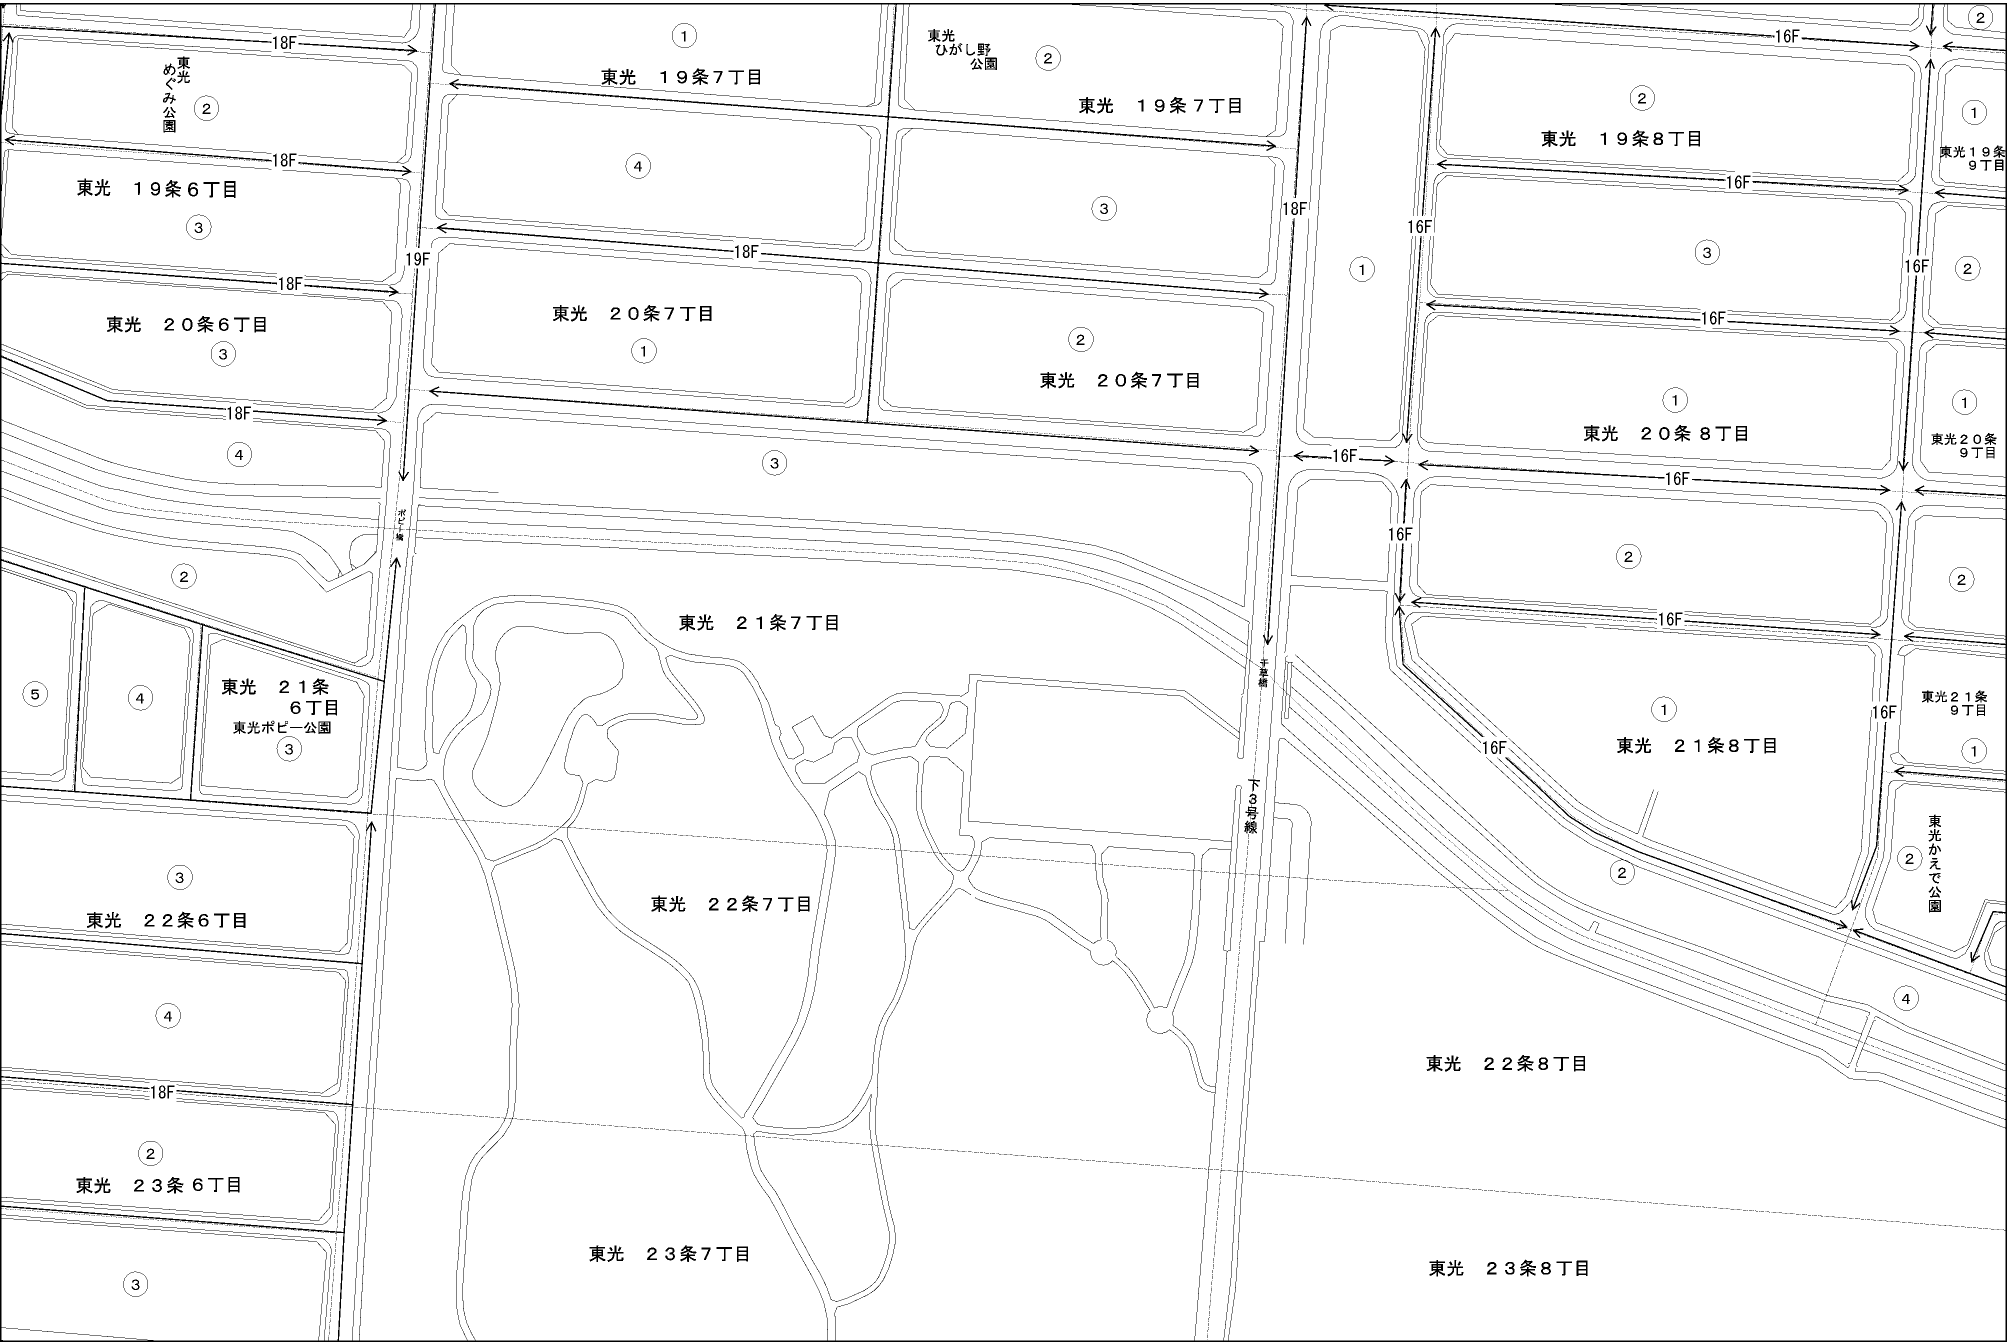 18F
①
東光
ひがし野
公園
②
16F
②
東光
めぐみ公園
②
東光　１９条７丁目
東光　１９条７丁目
②
東光　１９条８丁目
①
東光１９条
９丁目
18F
東光　１９条６丁目
③
④
③
18F
16F
①
16F
③
16F
②
19F
18F
18F
東光　２０条６丁目
③
東光　２０条７丁目
①
②
東光　２０条７丁目
16F
①
東光　２０条８丁目
①
東光２０条
９丁目
18F
④
③
16F
16F
ポピー橋
②
16F
②
②
東光　２１条７丁目
16F
⑤
④
東光　２１条
６丁目
東光ポピー公園
③
千草橋
16F
①
東光　２１条８丁目
16F
東光２１条
９丁目
①
下３号線
③
東光　２２条６丁目
東光　２２条７丁目
②
②
東光かえで公園
④
④
東光　２２条８丁目
18F
②
東光　２３条６丁目
東光　２３条７丁目
東光　２３条８丁目
③